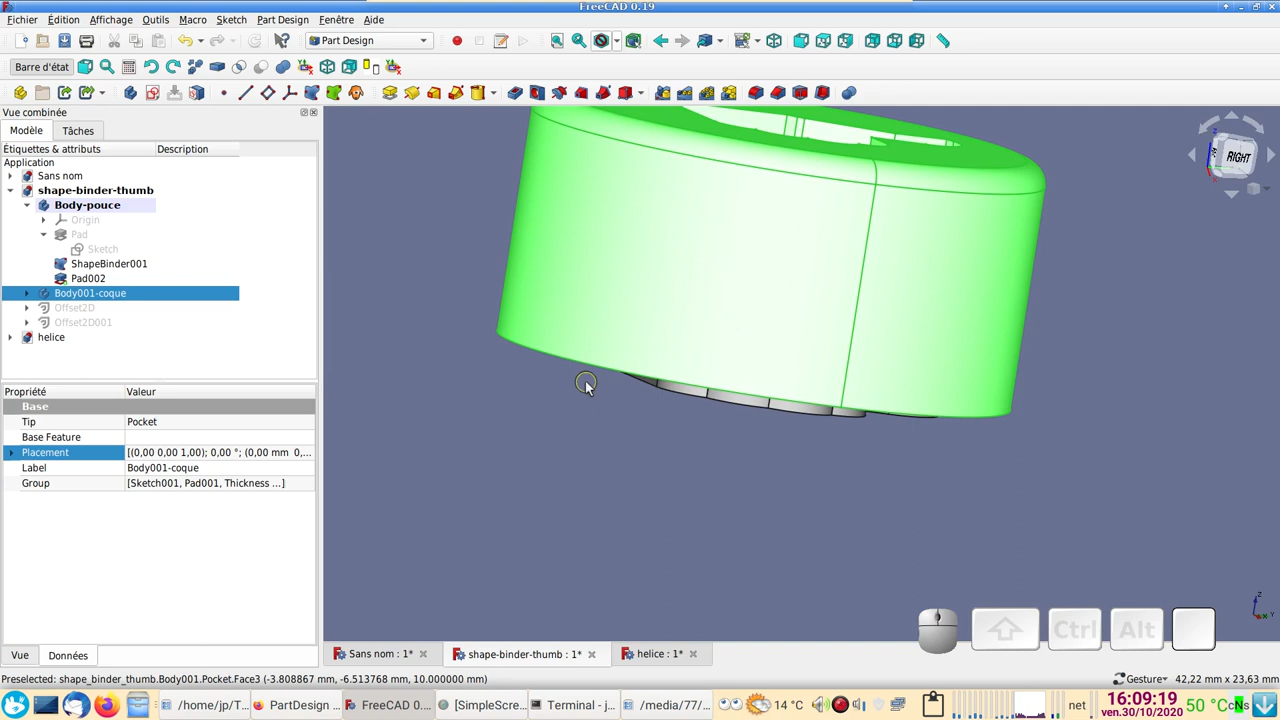 FreeCAD 0.19
Fichier Édition Affichage Outils Macro Sketch Part Design Fenêtre Aide
Part Design
Barre d'état
Vue combinée
Modèle Tâches
Étiquettes & attributs Description
Application
Sans nom
shape-binder-thumb
Body-pouce
Origin
Pad
Sketch
ShapeBinder001
Pad002
Body001-coque
Offset2D
Offset2D001
helice
Propriété Valeur
Base
Tip Pocket
Base Feature
Placement [(0,00 0,00 1,00); 0,00 °; (0,00 mm 0,...
Label Body001-coque
Group [Sketch001, Pad001, Thickness ...]
RIGHT
Z
Y
Ctrl Alt
Vue Données
Sans nom : 1* shape-binder-thumb : 1* helice : 1*
Preselected: shape_binder_thumb.Body001.Pocket.Face3 (-3.808867 mm, -6.513768 mm, 10.000000 mm) Gesture 42,22 mm x 23,63 mm
/home/jp/T... PartDesign ... FreeCAD 0.... [SimpleScre... Terminal - j... /media/77/... 14 °C net 16:09:19 ven.30/10/2020 50 °C